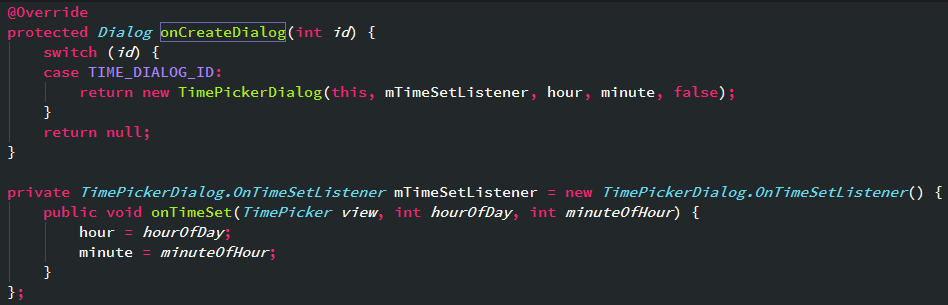 @Override
protected Dialog onCreateDialog(int id) {
    switch (id) {
    case TIME_DIALOG_ID:
        return new TimePickerDialog(this, mTimeSetListener, hour, minute, false);
    }
    return null;
}

private TimePickerDialog.OnTimeSetListener mTimeSetListener = new TimePickerDialog.OnTimeSetListener() {
    public void onTimeSet(TimePicker view, int hourOfDay, int minuteOfHour) {
        hour = hourOfDay;
        minute = minuteOfHour;
    }
};